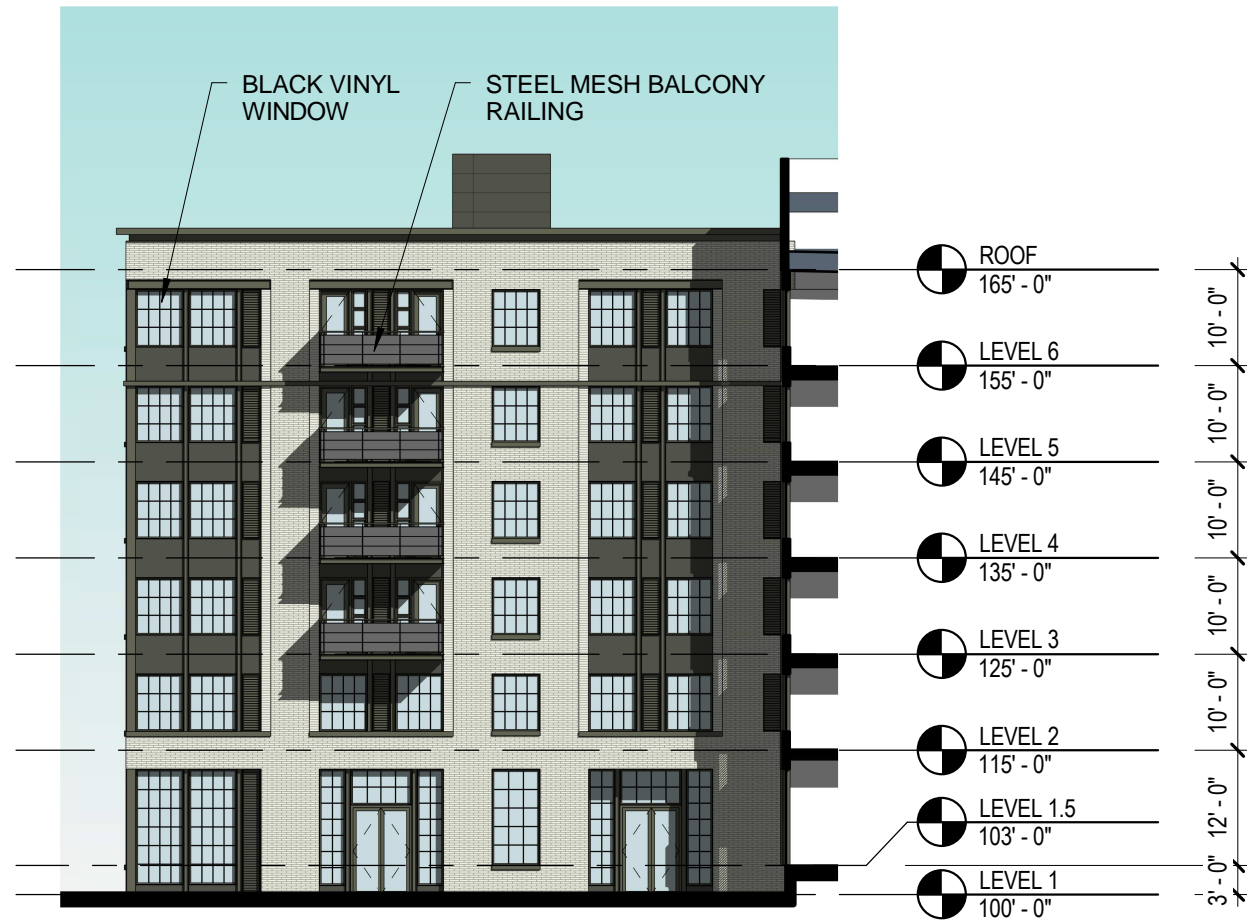 BLACK VINYL
WINDOW
STEEL MESH BALCONY
RAILING
ROOF
165' - 0"
10' - 0"
LEVEL 6
155' - 0"
10' - 0"
LEVEL 5
145' - 0"
10' - 0"
LEVEL 4
135' - 0"
10' - 0"
LEVEL 3
125' - 0"
10' - 0"
LEVEL 2
115' - 0"
12' - 0"
LEVEL 1.5
103' - 0"
3' - 0"
LEVEL 1
100' - 0"